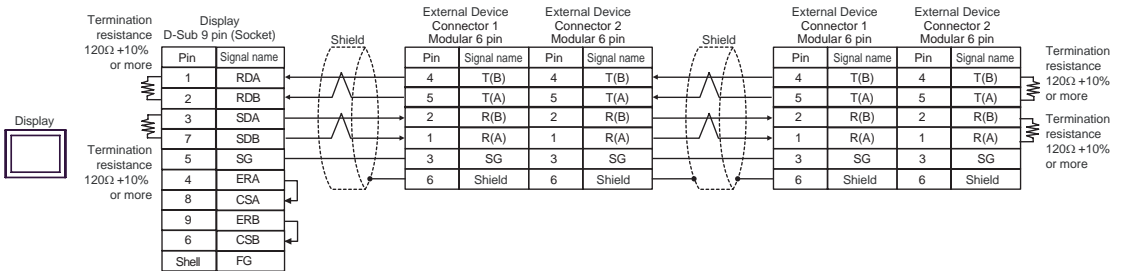 Display
Termination
resistance
120Ω +10%
or more
Termination
resistance
120Ω +10%
or more
Display
D-Sub 9 pin (Socket)
Pin Signal name
1 RDA
2 RDB
3 SDA
7 SDB
5 SG
4 ERA
8 CSA
9 ERB
6 CSB
Shell FG
Shield
External Device
Connector 1
Modular 6 pin
External Device
Connector 2
Modular 6 pin
Pin Signal name Pin Signal name
4 T(B) 4 T(B)
5 T(A) 5 T(A)
2 R(B) 2 R(B)
1 R(A) 1 R(A)
3 SG 3 SG
6 Shield 6 Shield
Shield
External Device
Connector 1
Modular 6 pin
External Device
Connector 2
Modular 6 pin
Pin Signal name Pin Signal name
4 T(B) 4 T(B)
5 T(A) 5 T(A)
2 R(B) 2 R(B)
1 R(A) 1 R(A)
3 SG 3 SG
6 Shield 6 Shield
Termination
resistance
120Ω +10%
or more
Termination
resistance
120Ω +10%
or more